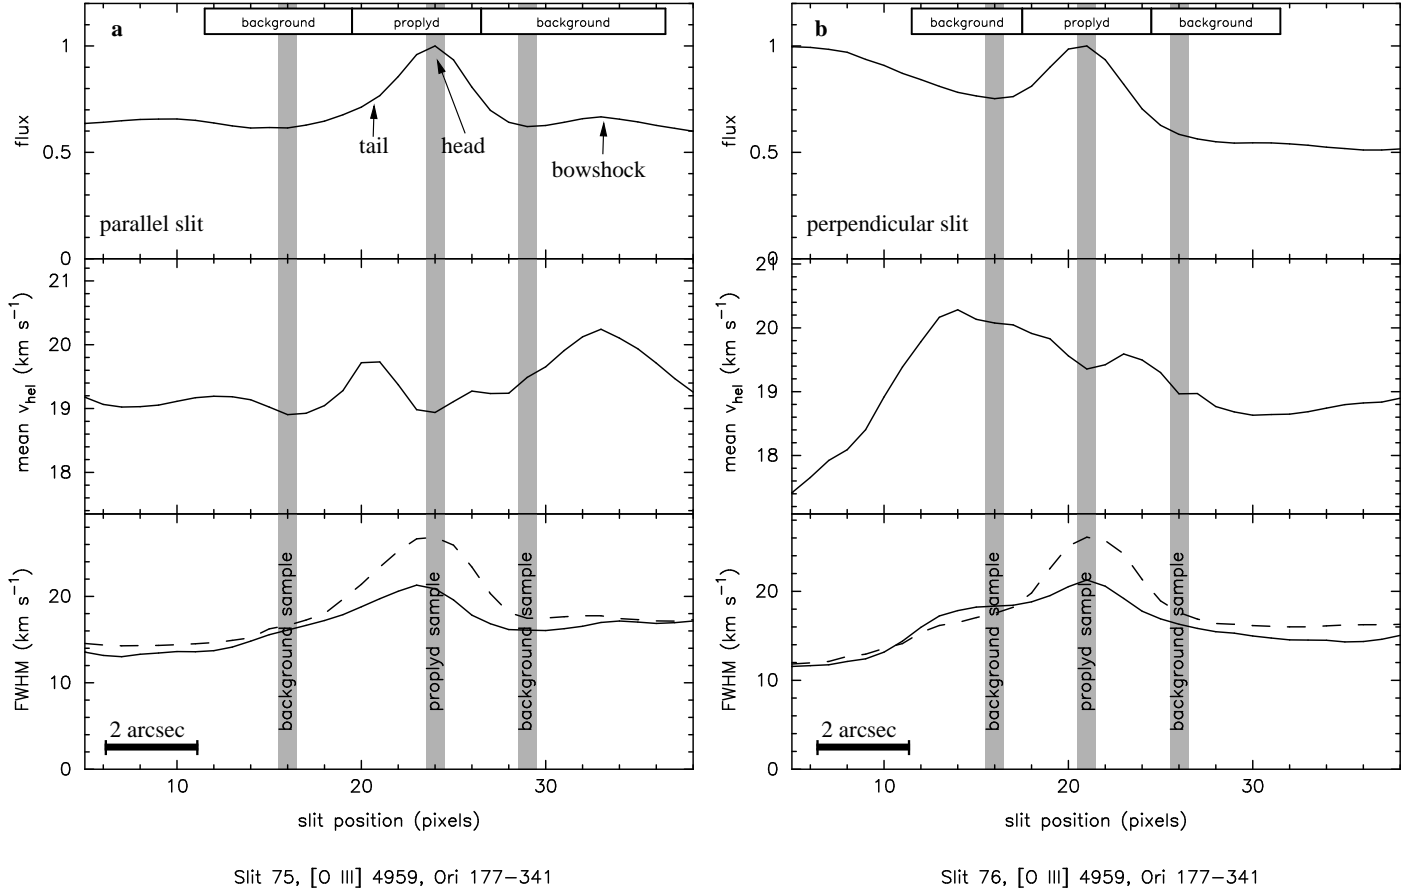 a
background
proplyd
background
1
0.5
0
flux
tail
head
bowshock
parallel slit
21
20
19
18
mean v_hel (km s⁻¹)
20
10
0
FWHM (km s⁻¹)
background sample
proplyd sample
background sample
2 arcsec
10
20
30
slit position (pixels)
Slit 75, [O III] 4959, Ori 177−341
b
background
proplyd
background
1
0.5
0
flux
perpendicular slit
21
20
19
18
mean v_hel (km s⁻¹)
20
10
0
FWHM (km s⁻¹)
background sample
proplyd sample
background sample
2 arcsec
10
20
30
slit position (pixels)
Slit 76, [O III] 4959, Ori 177−341